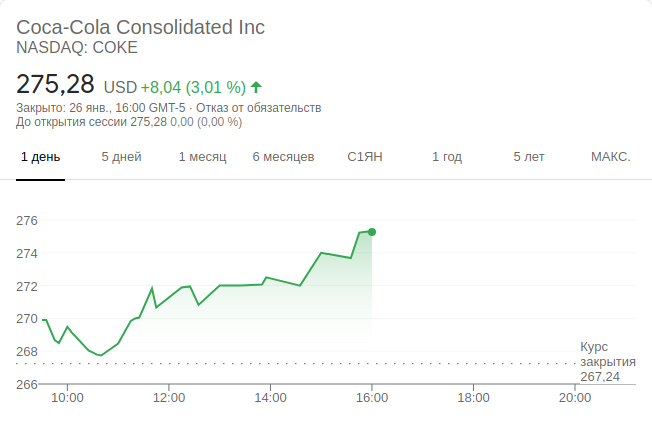 Coca-Cola Consolidated Inc
NASDAQ: COKE
275,28 USD +8,04 (3,01 %)
Закрыто: 26 янв., 16:00 GMT-5 · Отказ от обязательств
До открытия сессии 275,28 0,00 (0,00 %)
1 день 5 дней 1 месяц 6 месяцев С1ЯН 1 год 5 лет МАКС.
276
274
272
270
268
266
Курс
закрытия
267,24
10:00 12:00 14:00 16:00 18:00 20:00